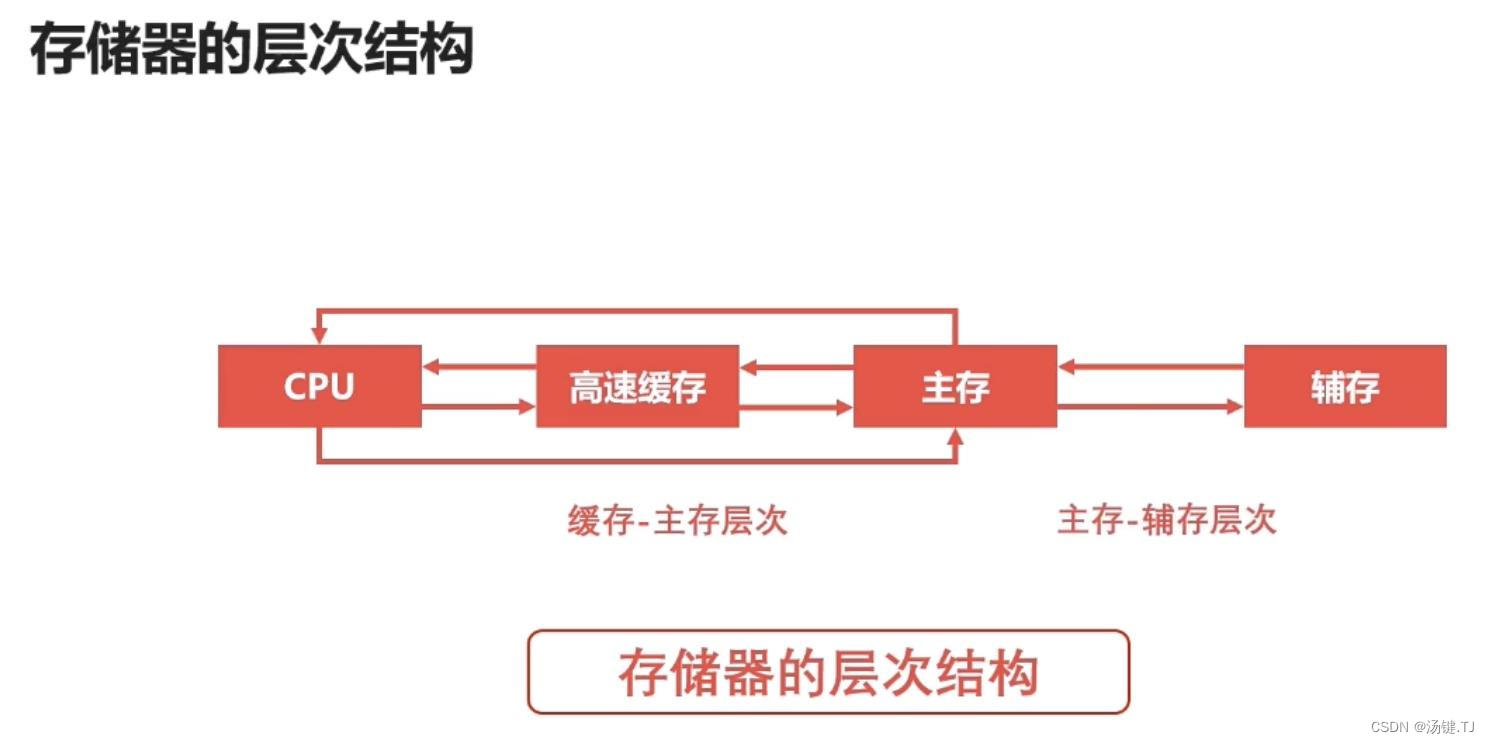 存储器的层次结构
CPU
高速缓存
主存
辅存
缓存-主存层次
主存-辅存层次
存储器的层次结构
CSDN @汤键.TJ